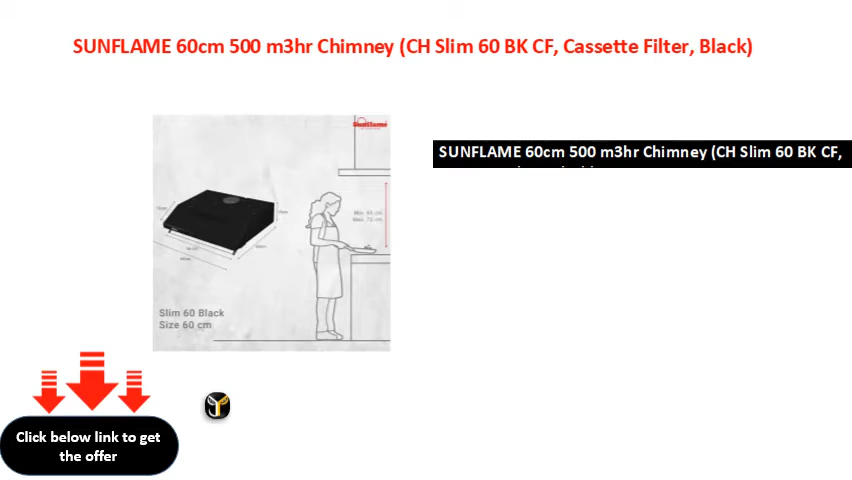 SUNFLAME 60cm 500 m3hr Chimney (CH Slim 60 BK CF, Cassette Filter, Black)
Sunflame
SUNFLAME 60cm 500 m3hr Chimney (CH Slim 60 BK CF,
Min. 65 cm
Max. 75 cm
Slim 60 Black
Size 60 cm
Click below link to get
the offer